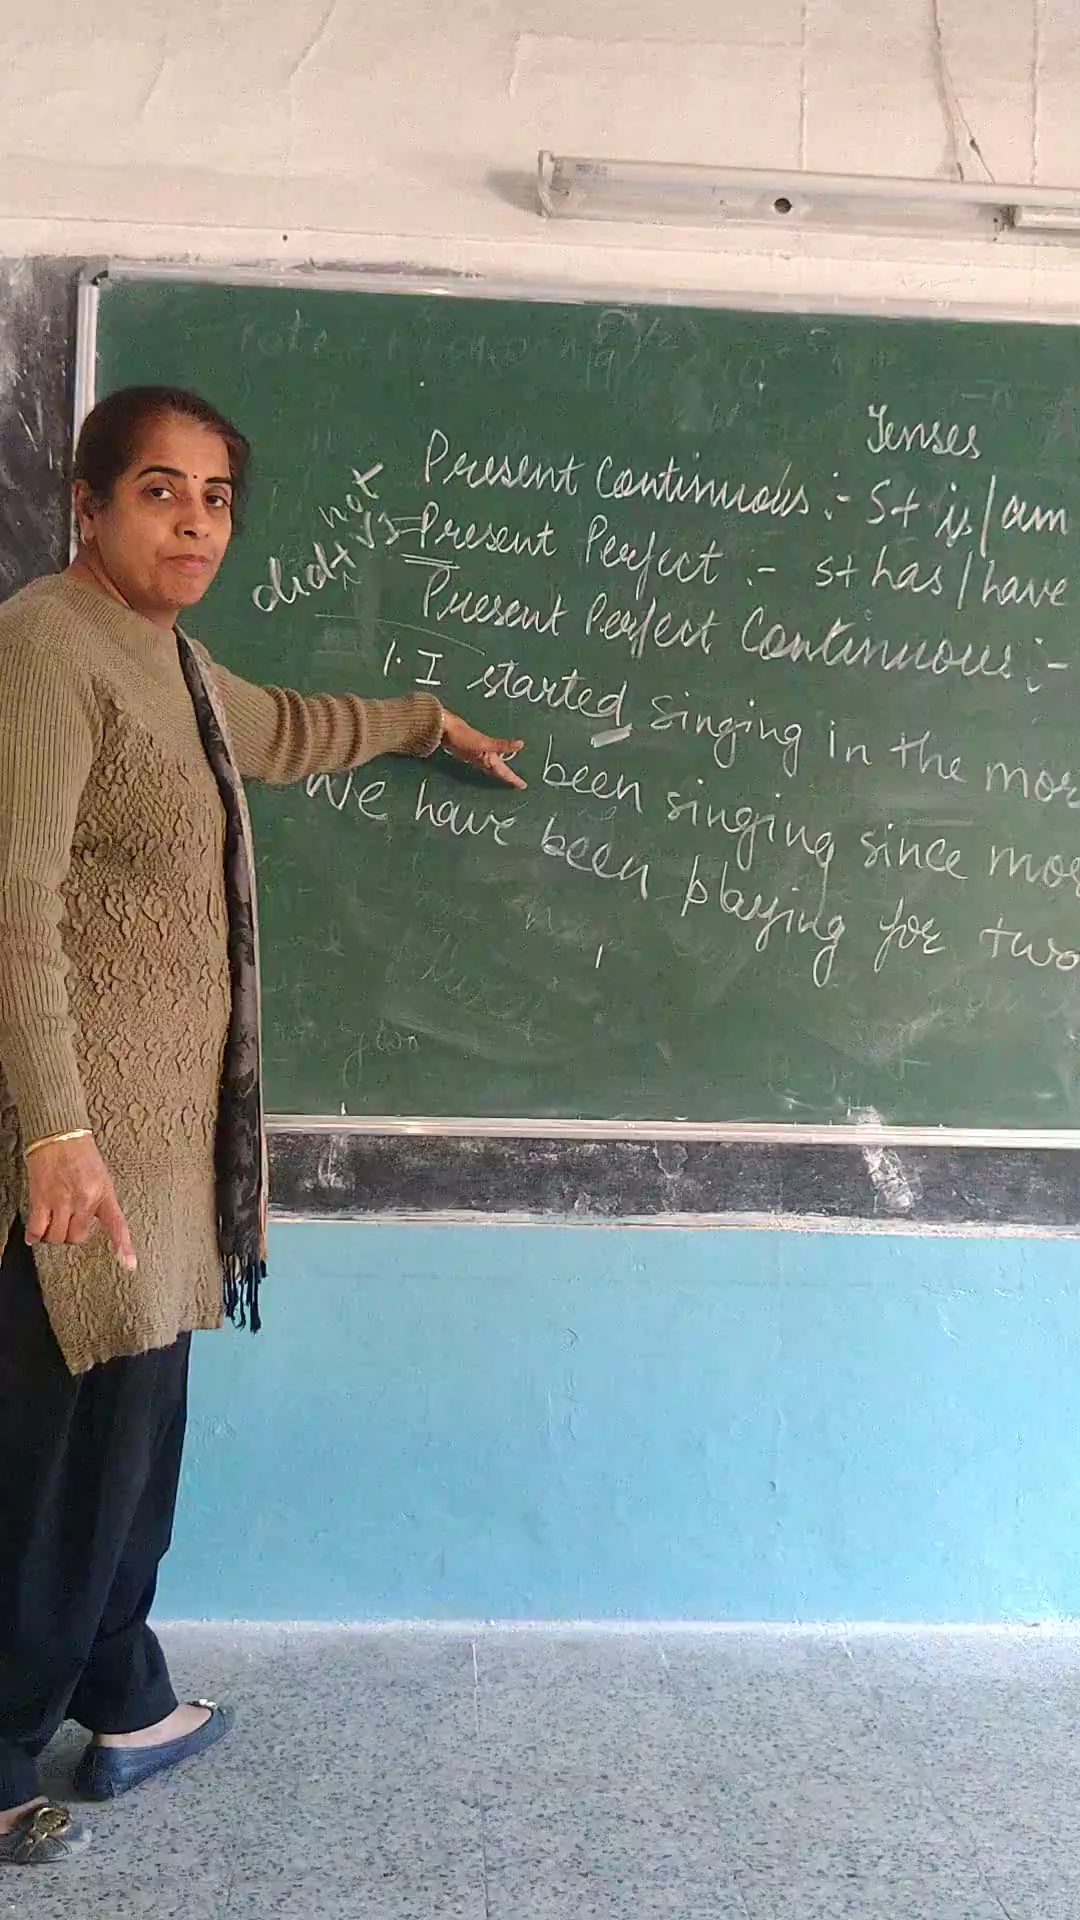 Tenses
Present Continuous :- S+ is/am
not
did+V1=Present Perfect :- s+has/have
Present Perfect Continuous :-
1. I started singing in the mor
been singing since mor
We have been playing for two